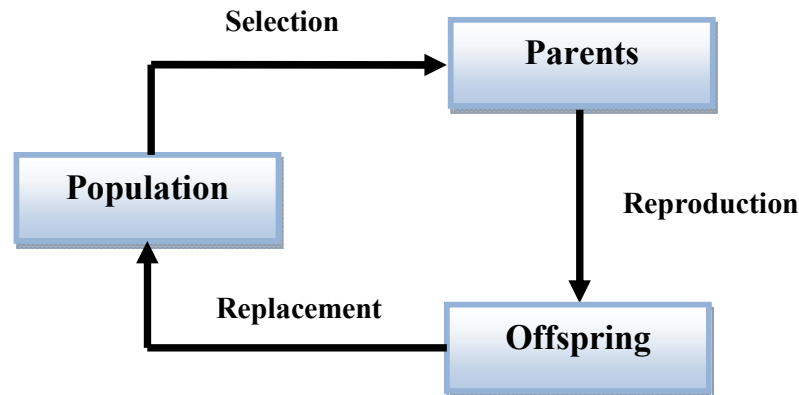 Selection
Parents
Population
Reproduction
Replacement
Offspring